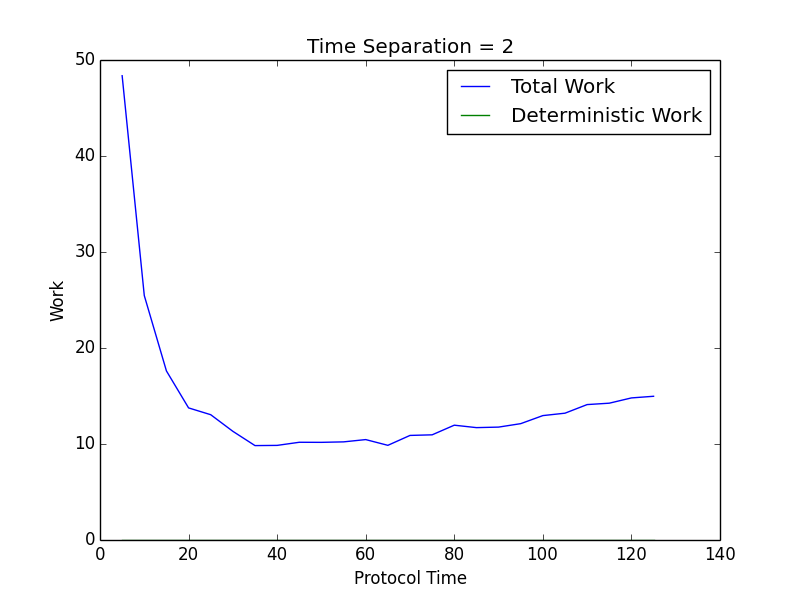 Time Separation = 2
Total Work
Deterministic Work
50
40
30
20
10
0
Work
0 20 40 60 80 100 120 140
Protocol Time